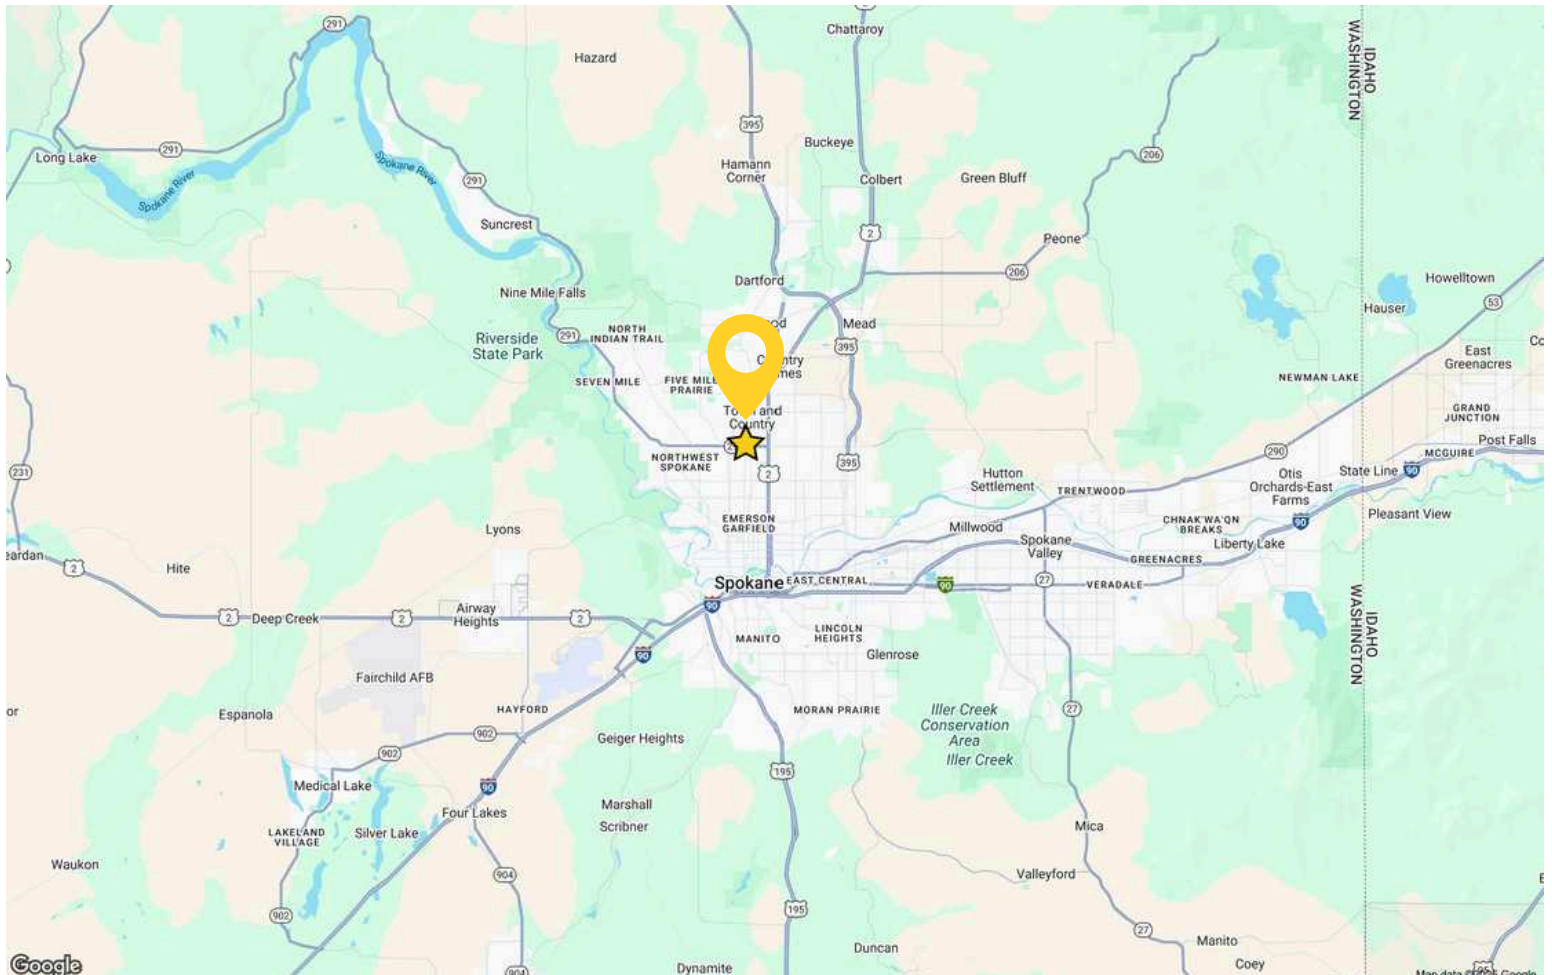 291
Chattaroy
Hazard
IDAHO
WASHINGTON
395
Buckeye
291
Long Lake
206
Spokane River
Hamann
Corner
Colbert
Green Bluff
291
Spokane River
Suncrest
2
Peone
206
Dartford
Howelltown
Nine Mile Falls
53
Hauser
291
NORTH
INDIAN TRAIL
Mead
Riverside
State Park
395
East
Greenacres
SEVEN MILE
FIVE MILE
PRAIRIE
NEWMAN LAKE
Country
GRAND
JUNCTION
Post Falls
NORTHWEST
SPOKANE
395
290
MCGUIRE
State Line
90
231
2
Hutton
Settlement
TRENTWOOD
Otis
Orchards-East
Farms
Pleasant View
Lyons
EMERSON
GARFIELD
Millwood
CHNAK'WA'QN
BREAKS
90
Spokane
Valley
Liberty Lake
GREENACRES
2
Hite
Spokane
EAST CENTRAL
90
27
VERADALE
90
2
Deep Creek
2
Airway
Heights
2
IDAHO
WASHINGTON
MANITO
LINCOLN
HEIGHTS
Glenrose
90
Fairchild AFB
Espanola
HAYFORD
MORAN PRAIRIE
Iller Creek
Conservation
Area
Iller Creek
27
902
Geiger Heights
902
195
Medical Lake
90
Four Lakes
Marshall
Scribner
LAKELAND
VILLAGE
Silver Lake
Mica
Waukon
904
Valleyford
902
195
27
Manito
Duncan
Coey
Google
Dynamite
904